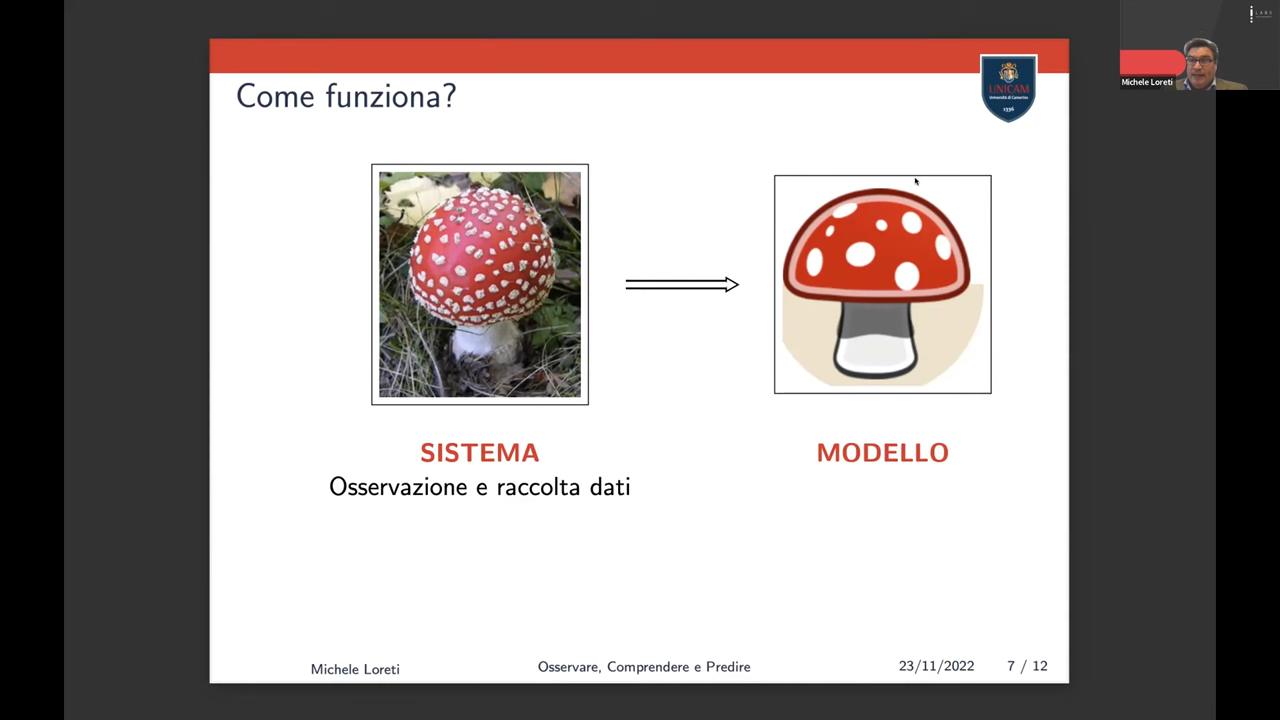 LABS
Michele Loreti
Come funziona?
UNICAM
Università di Camerino
1336
SISTEMA
MODELLO
Osservazione e raccolta dati
Michele Loreti
Osservare, Comprendere e Predire
23/11/2022
7 / 12